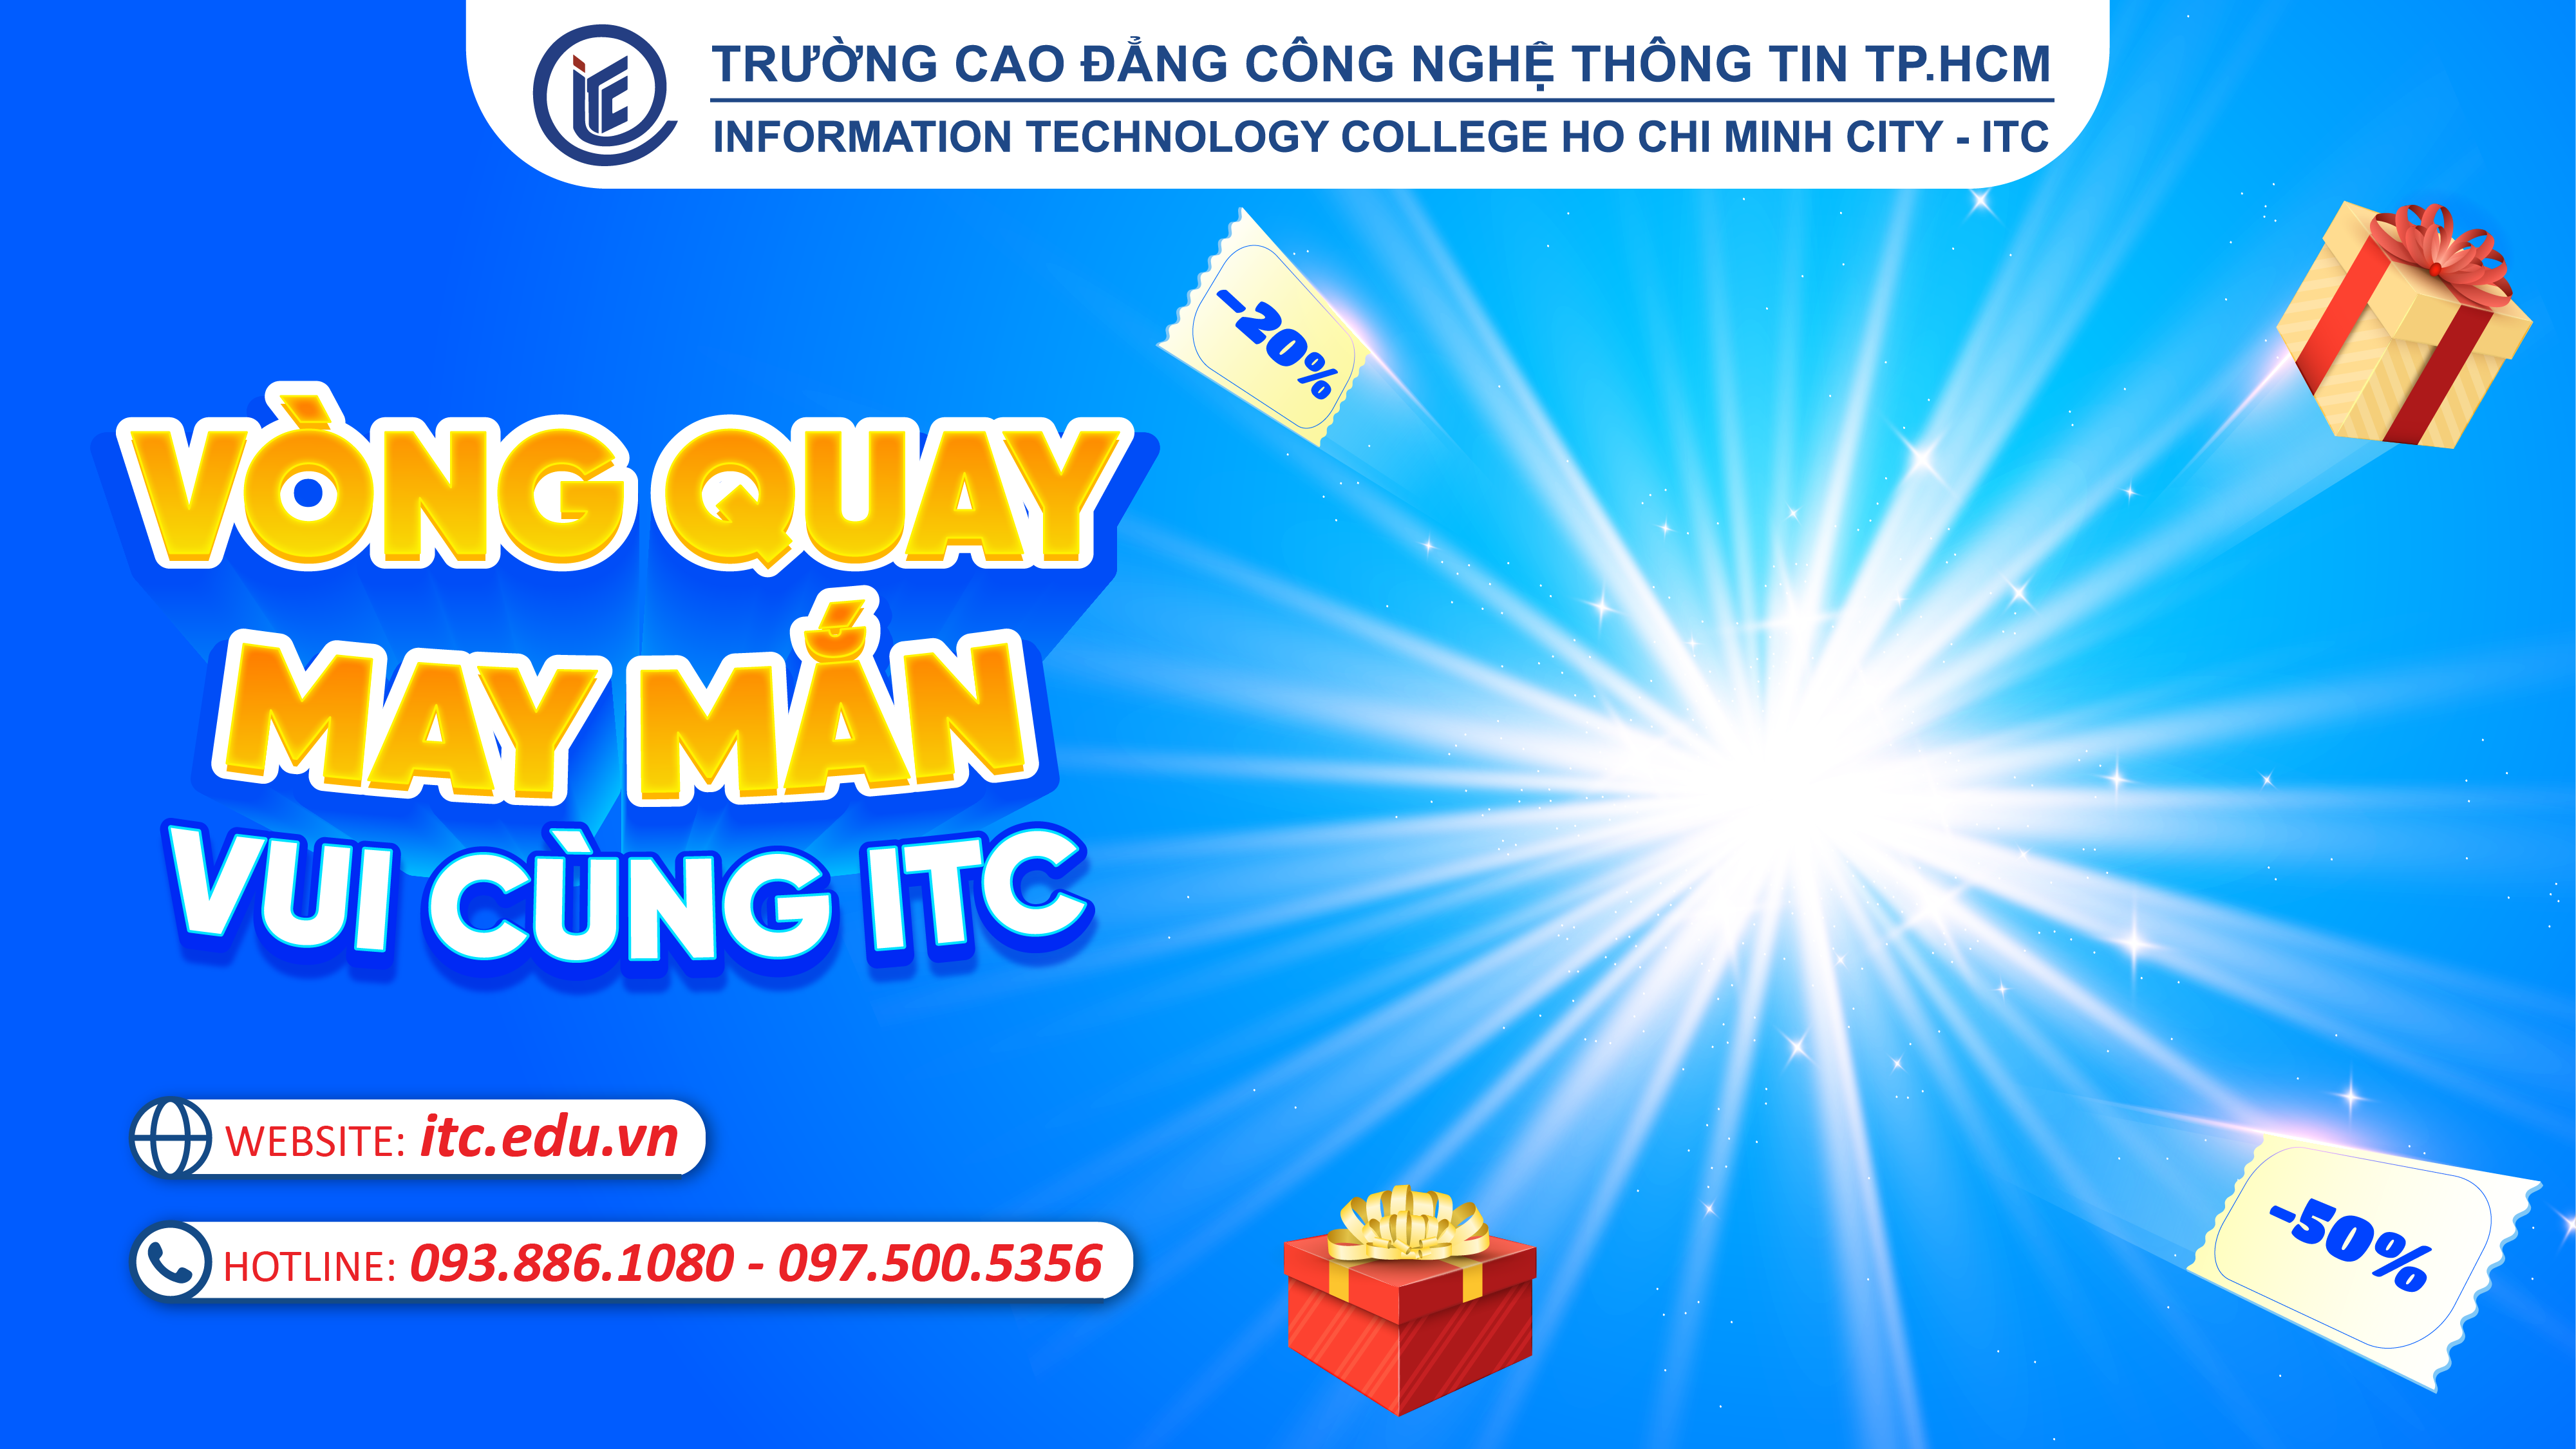 TRƯỜNG CAO ĐẲNG CÔNG NGHỆ THÔNG TIN TP.HCM
INFORMATION TECHNOLOGY COLLEGE HO CHI MINH CITY - ITC
ITC
-20%
VÒNG QUAY
MAY MẮN
VUI CÙNG ITC
WEBSITE: itc.edu.vn
HOTLINE: 093.886.1080 - 097.500.5356
-50%